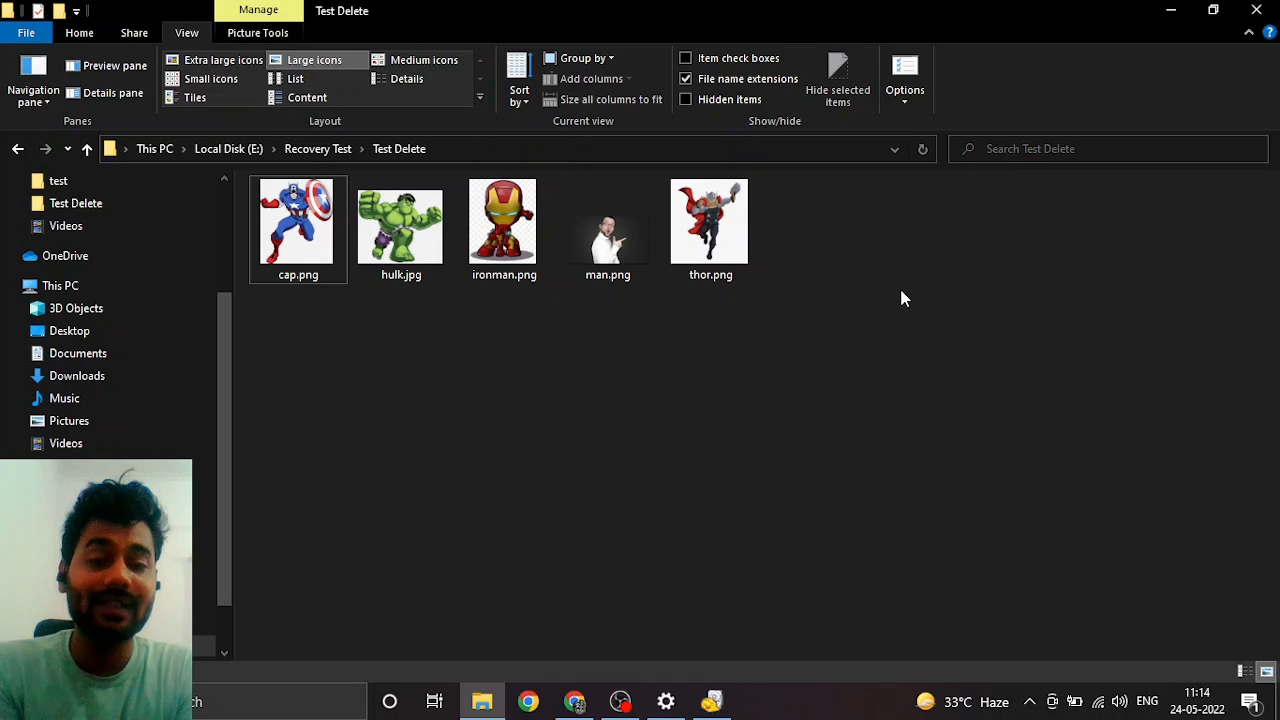 Manage
Test Delete
File
Home
Share
View
Picture Tools
Preview pane
Navigation pane
Details pane
Panes
Extra large icons
Large icons
Medium icons
Small icons
List
Details
Tiles
Content
Layout
Sort by
Group by
Add columns
Size all columns to fit
Current view
Item check boxes
File name extensions
Hidden items
Hide selected items
Show/hide
Options
This PC
Local Disk (E:)
Recovery Test
Test Delete
Search Test Delete
test
Test Delete
Videos
OneDrive
This PC
3D Objects
Desktop
Documents
Downloads
Music
Pictures
Videos
cap.png
hulk.jpg
ironman.png
man.png
thor.png
ch
33°C Haze
ENG
11:14
24-05-2022
1